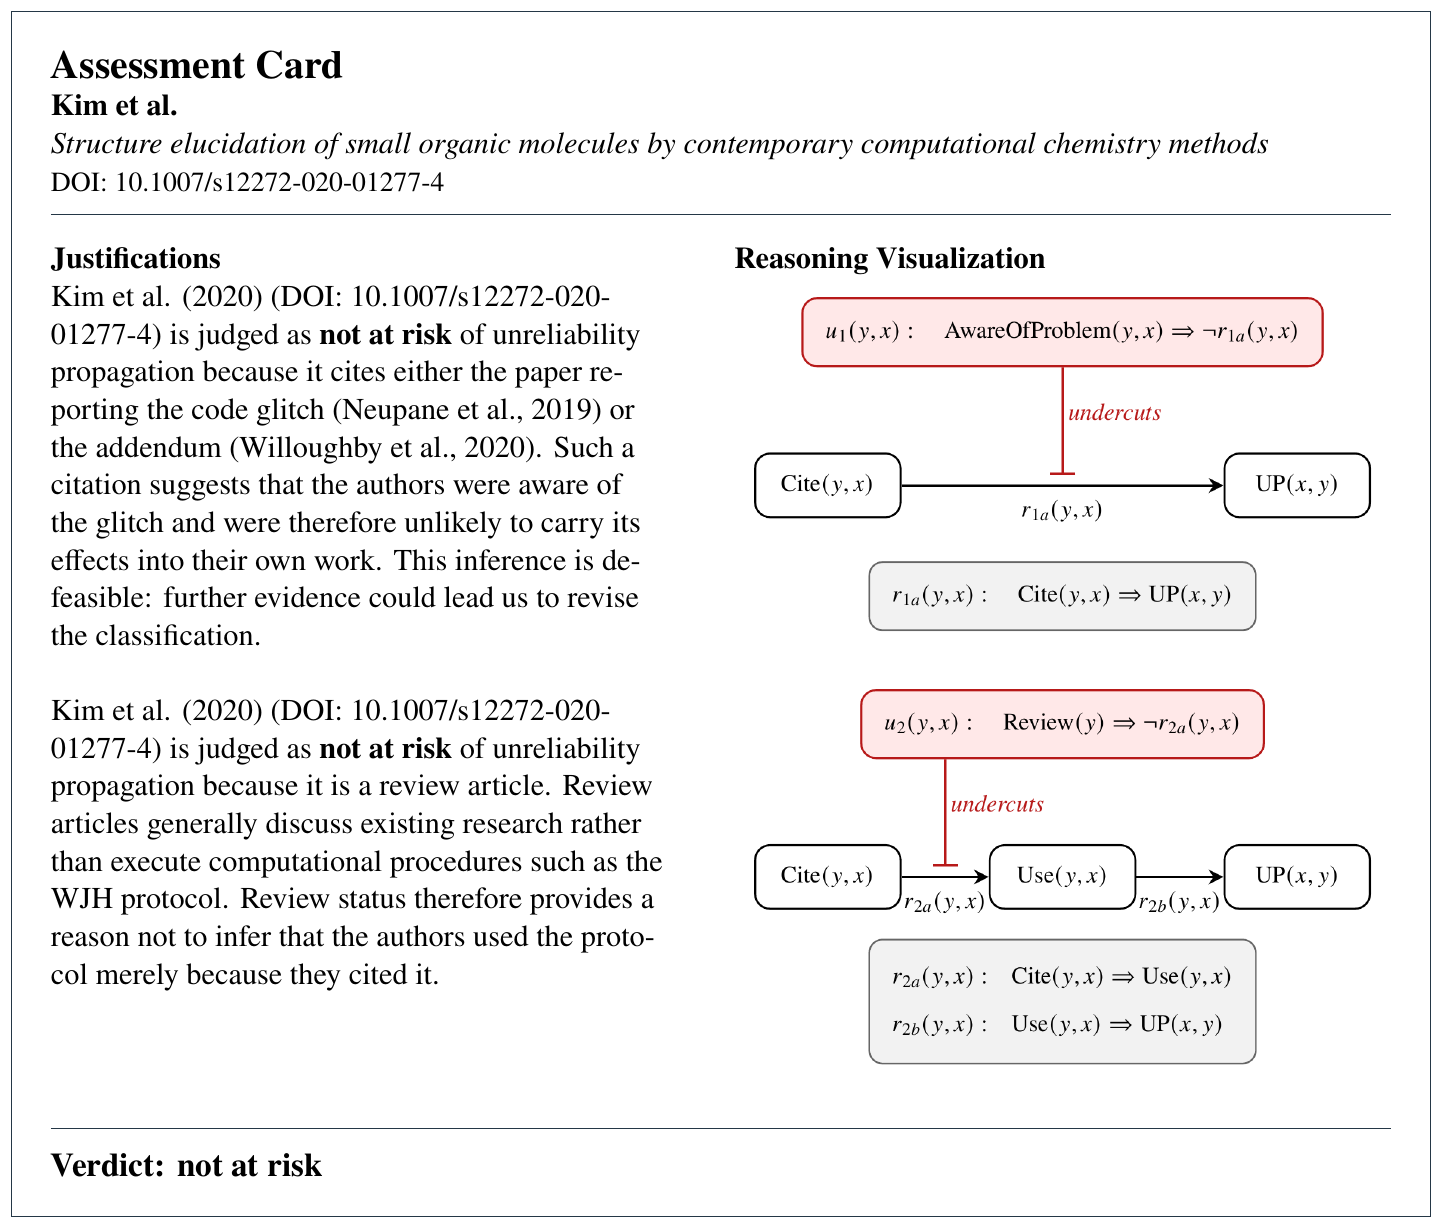 Assessment Card
Kim et al.
Structure elucidation of small organic molecules by contemporary computational chemistry methods
DOI: 10.1007/s12272-020-01277-4
Justifications
Kim et al. (2020) (DOI: 10.1007/s12272-020-
01277-4) is judged as not at risk of unreliability
propagation because it cites either the paper re-
porting the code glitch (Neupane et al., 2019) or
the addendum (Willoughby et al., 2020). Such a
citation suggests that the authors were aware of
the glitch and were therefore unlikely to carry its
effects into their own work. This inference is de-
feasible: further evidence could lead us to revise
the classification.
Kim et al. (2020) (DOI: 10.1007/s12272-020-
01277-4) is judged as not at risk of unreliability
propagation because it is a review article. Review
articles generally discuss existing research rather
than execute computational procedures such as the
WJH protocol. Review status therefore provides a
reason not to infer that the authors used the proto-
col merely because they cited it.
Reasoning Visualization
u₁(y, x) : AwareOfProblem(y, x) ⇒ ¬r₁ₐ(y, x)
undercuts
Cite(y, x)
r₁ₐ(y, x)
UP(x, y)
r₁ₐ(y, x) : Cite(y, x) ⇒ UP(x, y)
u₂(y, x) : Review(y) ⇒ ¬r₂ₐ(y, x)
undercuts
Cite(y, x)
r₂ₐ(y, x)
Use(y, x)
r_{2b}(y, x)
UP(x, y)
r₂ₐ(y, x) : Cite(y, x) ⇒ Use(y, x)
r_{2b}(y, x) : Use(y, x) ⇒ UP(x, y)
Verdict: not at risk